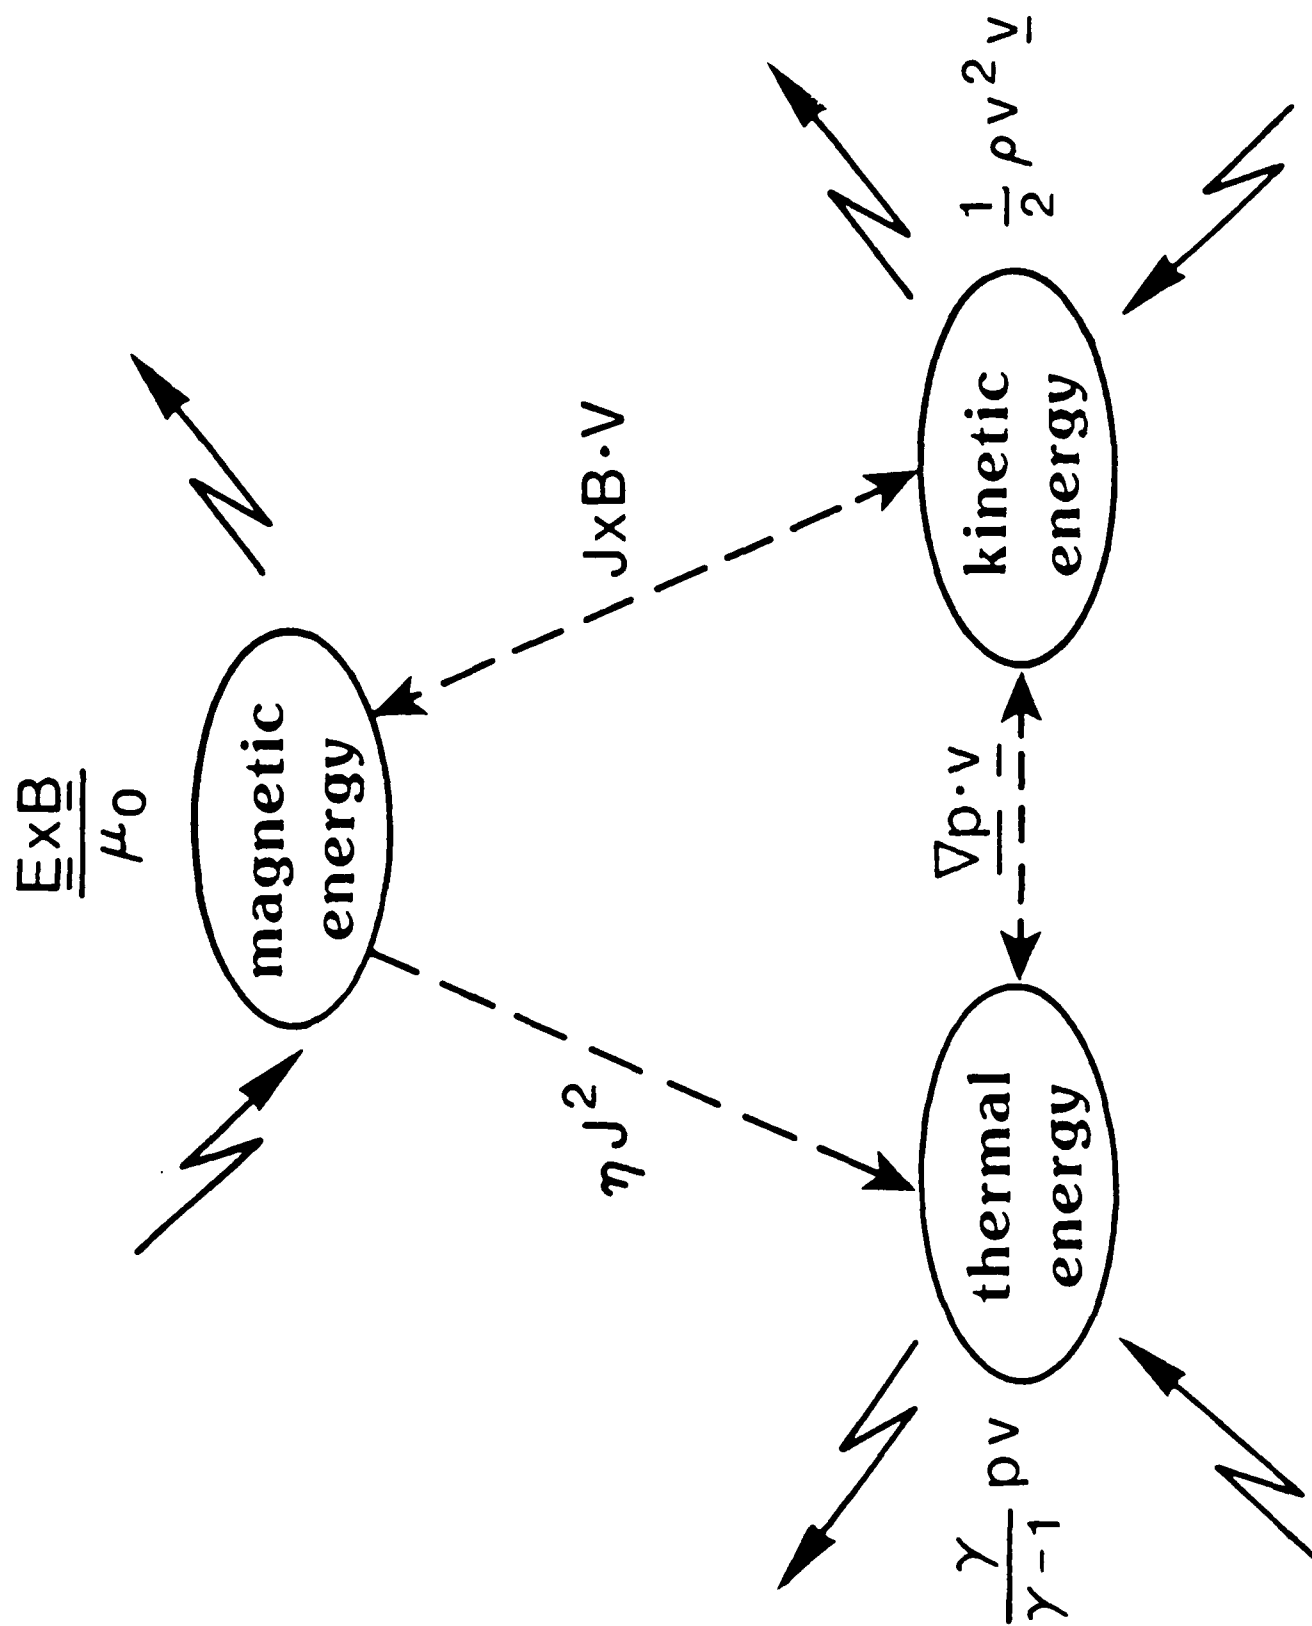 E×B
μ₀
magnetic
energy
ηJ²
J×B·V
thermal
energy
∇p·v
kinetic
energy
γ
γ-1
pv
1
2
ρv²v